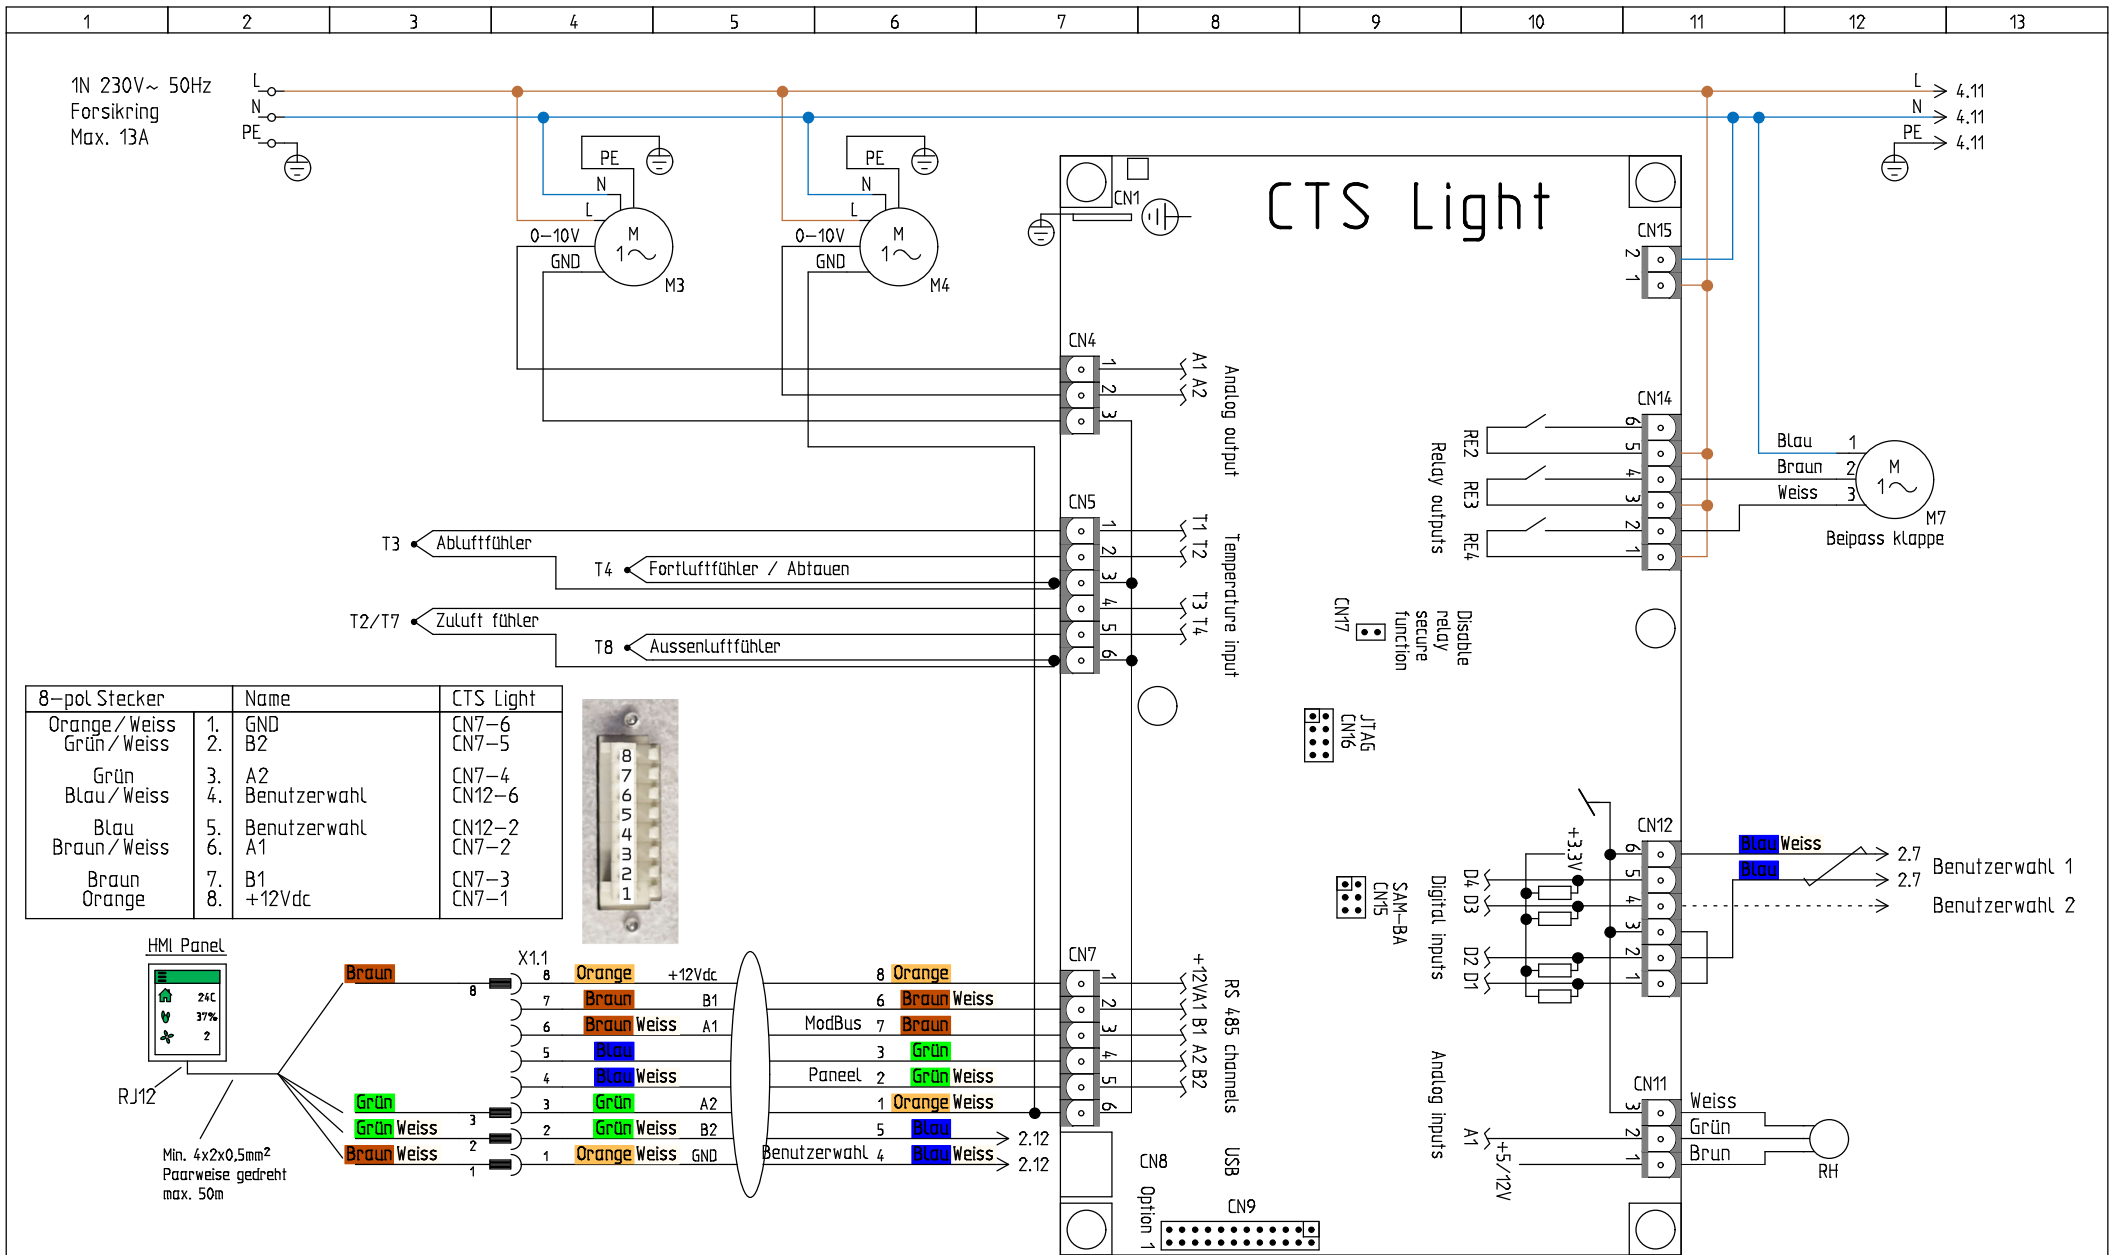 1 2 3 4 5 6 7 8 9 10 11 12 13
1N 230V~ 50Hz
Forsikring
Max. 13A
L
N
PE
L 4.11
N 4.11
PE 4.11
PE
N
L
0-10V
GND
M
1~
M3
PE
N
L
0-10V
GND
M
1~
M4
CTS Light
CN1
CN15
2
1
CN4
1
2
3
A1 A2
Analog output
CN14
6
5
4
3
2
1
RE2
RE3
RE4
Relay outputs
Blau 1
Braun 2
Weiss 3
M
1~
M7
Beipass klappe
CN5
1
2
3
4
5
6
T1 T2
T3 T4
Temperature input
T3 Abluftfühler
T4 Fortluftfühler / Abtauen
T2/T7 Zuluft fühler
T8 Aussenluftfühler
CN17
Disable
relay
secure
function
JTAG
CN16
SAM-BA
CN15
8-pol Stecker Name CTS Light
Orange/Weiss 1. GND CN7-6
Grün/Weiss 2. B2 CN7-5
Grün 3. A2 CN7-4
Blau/Weiss 4. Benutzerwahl CN12-6
Blau 5. Benutzerwahl CN12-2
Braun/Weiss 6. A1 CN7-2
Braun 7. B1 CN7-3
Orange 8. +12Vdc CN7-1
8
7
6
5
4
3
2
1
+3.3V
CN12
6
5
4
3
2
1
D4 D3
D2 D1
Digital inputs
Blau Weiss 2.7
Blau 2.7
Benutzerwahl 1
Benutzerwahl 2
HMI Panel
24C
37%
2
RJ12
Min. 4x2x0,5mm²
Paarweise gedreht
max. 50m
Braun 8
Grün 3
Grün Weiss 2
Braun Weiss 1
X1.1
8 Orange +12Vdc 8 Orange
7 Braun B1 6 Braun Weiss
6 Braun Weiss A1 ModBus 7 Braun
5 Blau 3 Grün
4 Blau Weiss Paneel 2 Grün Weiss
3 Grün A2 1 Orange Weiss
2 Grün Weiss B2 5 Blau 2.12
1 Orange Weiss GND Benutzerwahl 4 Blau Weiss 2.12
CN7
1
2
3
4
5
6
+12V A1 B1 A2 B2
RS 485 channels
CN8
USB
Option 1
CN9
Analog inputs
A1
+5/12V
CN11
3 Weiss
2 Grün
1 Brun
RH